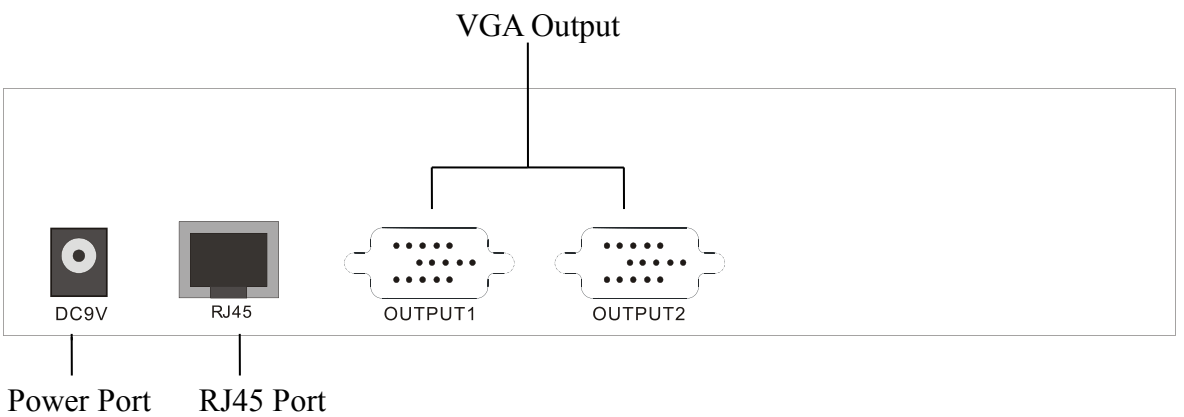 VGA Output
DC9V
RJ45
OUTPUT1
OUTPUT2
Power Port
RJ45 Port